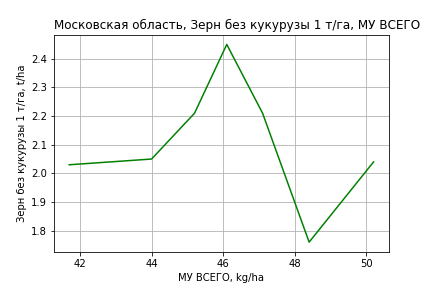 Московская область, Зерн без кукурузы 1 т/га, МУ ВСЕГО
Зерн без кукурузы 1 т/га, t/ha
2.4
2.3
2.2
2.1
2.0
1.9
1.8
42 44 46 48 50
МУ ВСЕГО, kg/ha